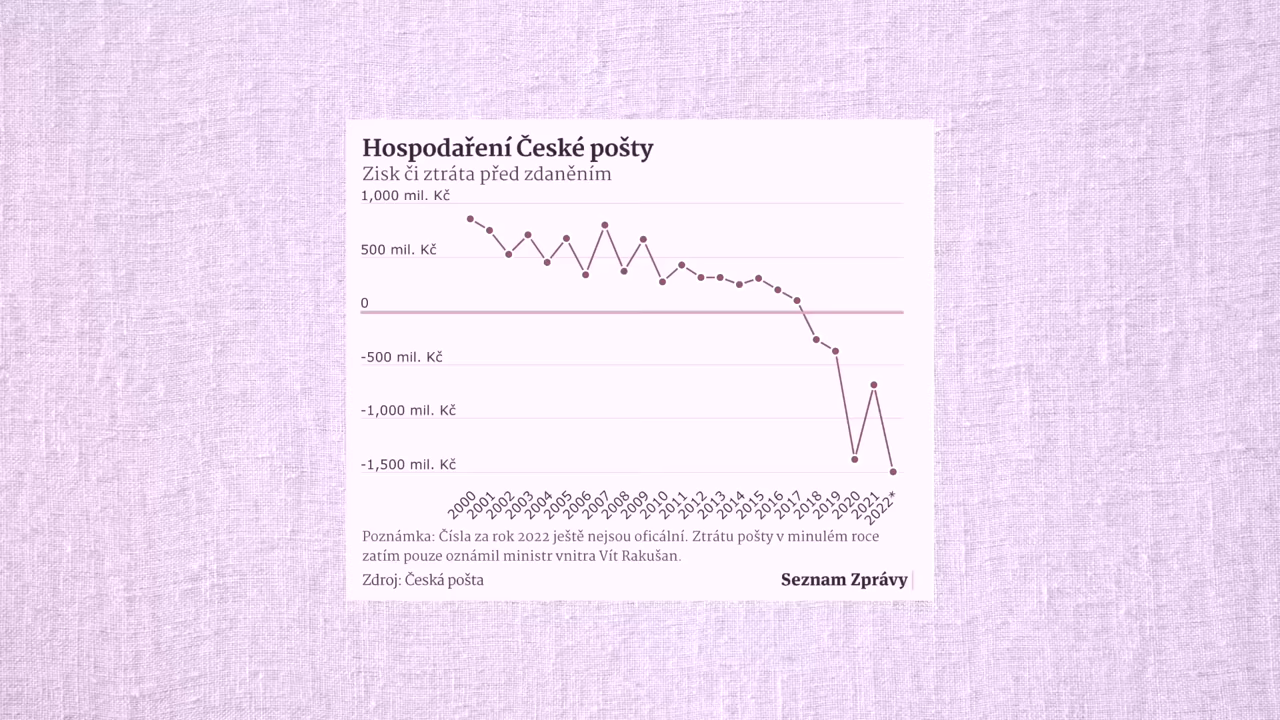 Hospodaření České pošty
Zisk či ztráta před zdaněním
1,000 mil. Kč
500 mil. Kč
0
-500 mil. Kč
-1,000 mil. Kč
-1,500 mil. Kč
2000 2001 2002 2003 2004 2005 2006 2007 2008 2009 2010 2011 2012 2013 2014 2015 2016 2017 2018 2019 2020 2021 2022*
Poznámka: Čísla za rok 2022 ještě nejsou oficální. Ztrátu pošty v minulém roce
zatím pouze oznámil ministr vnitra Vít Rakušan.
Zdroj: Česká pošta
Seznam Zprávy